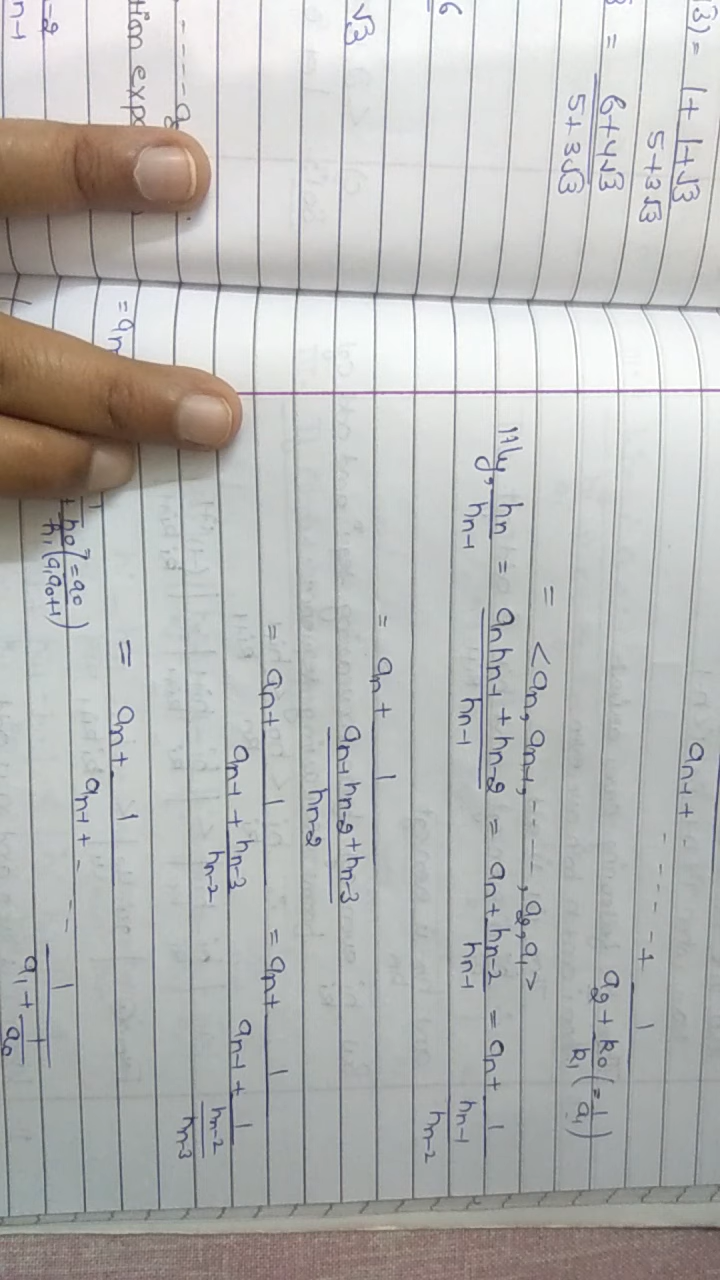 √3) = 1 + 1+√3 / 5+3√3
= 6+4√3 / 5+3√3
6
√3
tion exp
n-2
n-1
a_{n-1} +
- - - - - + 1 / a_2 + k_0/k_1 (= 1/a_1)
= <a_n, a_{n-1}, - - - -, a_2, a_1>
|||ly, h_n/h_{n-1} = a_n h_{n-1} + h_{n-2} / h_{n-1} = a_n + h_{n-2}/h_{n-1} = a_n + 1 / h_{n-1}/h_{n-2}
= a_n + 1 / a_{n-1} h_{n-2} + h_{n-3} / h_{n-2}
= a_n + 1 / a_{n-1} + h_{n-3}/h_{n-2} = a_n + 1 / a_{n-1} + 1 / h_{n-2}/h_{n-3}
= a_n
= a_n + 1 / a_{n-1} + - - 1 / a_1 + 1/a_0
+ h_0/h_1 (= a_0 / a_1a_0+1)